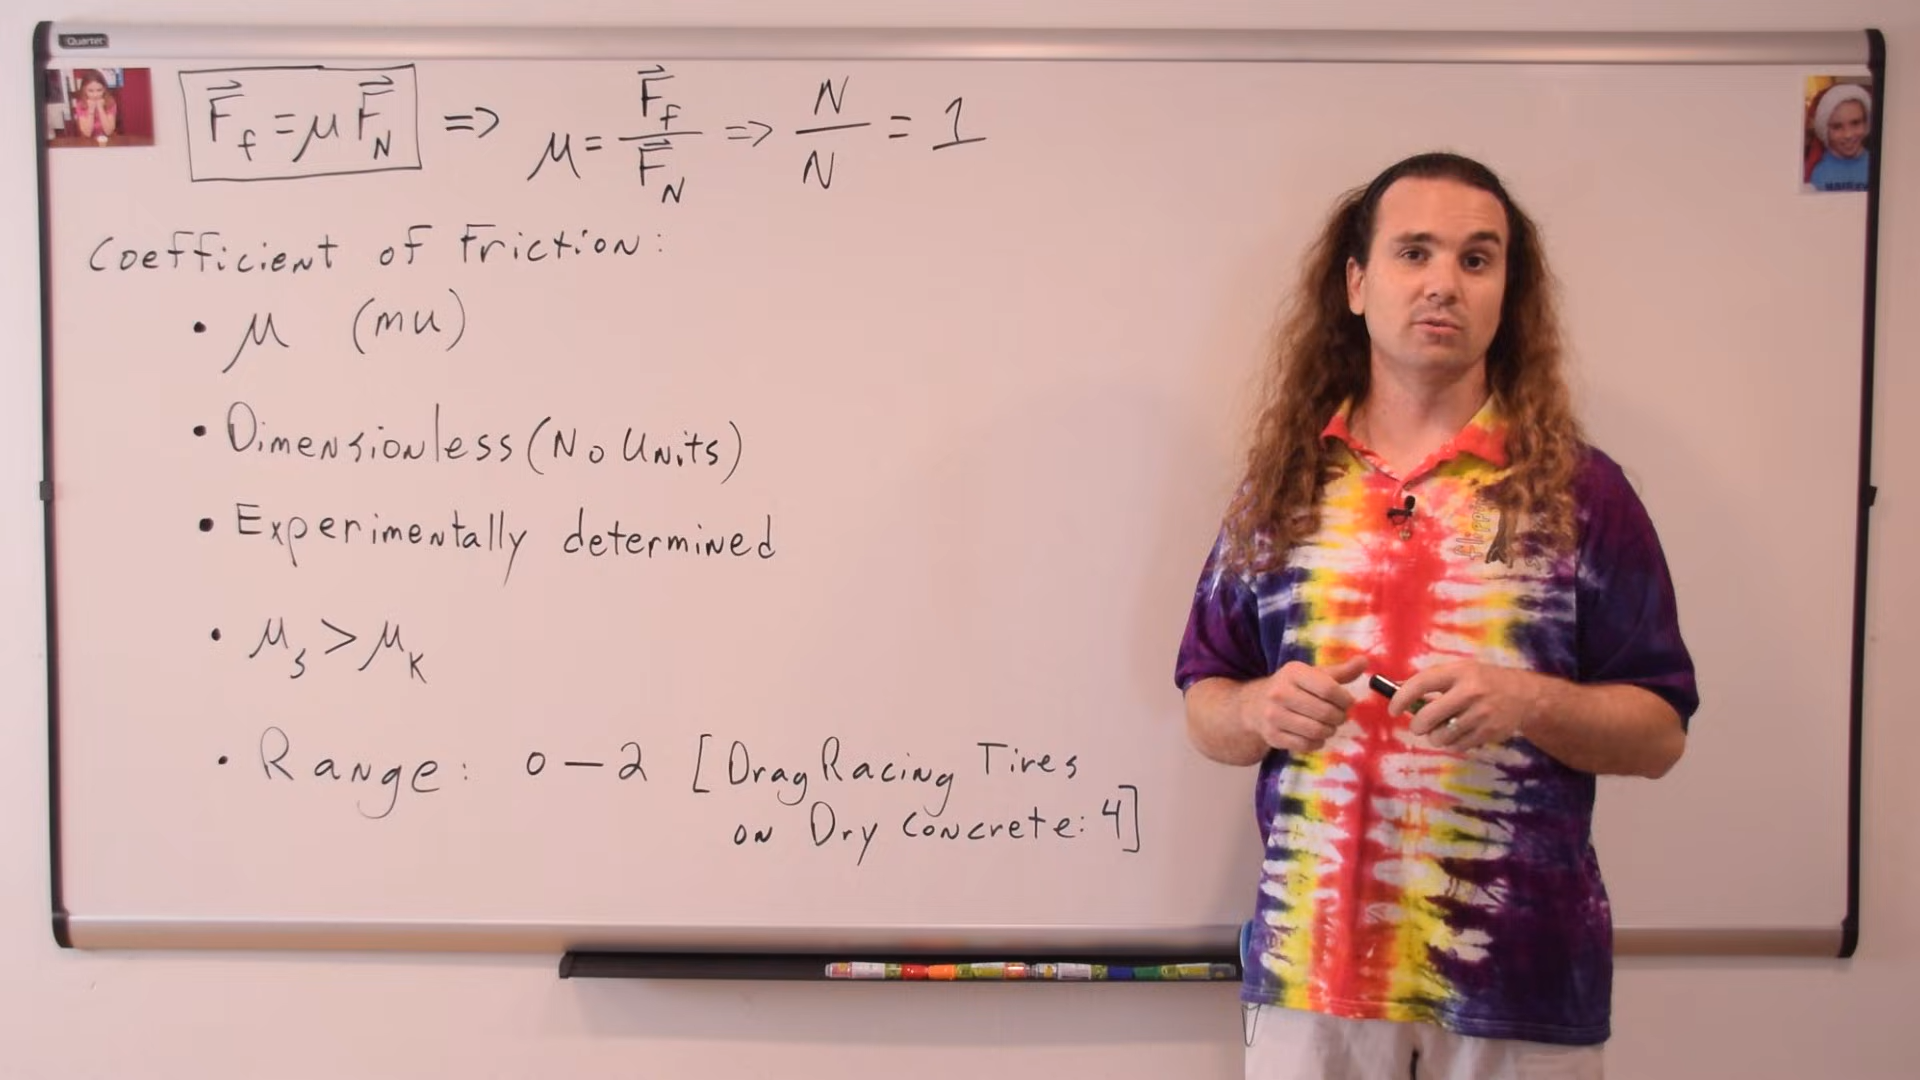 Quartet
F⃗f = μ F⃗N ⇒ μ = F⃗f / F⃗N ⇒ N / N = 1
Coefficient of Friction:
• μ (mu)
• Dimensionless (No Units)
• Experimentally determined
• μs > μK
• Range: 0 – 2 [Drag Racing Tires
on Dry Concrete: 4]